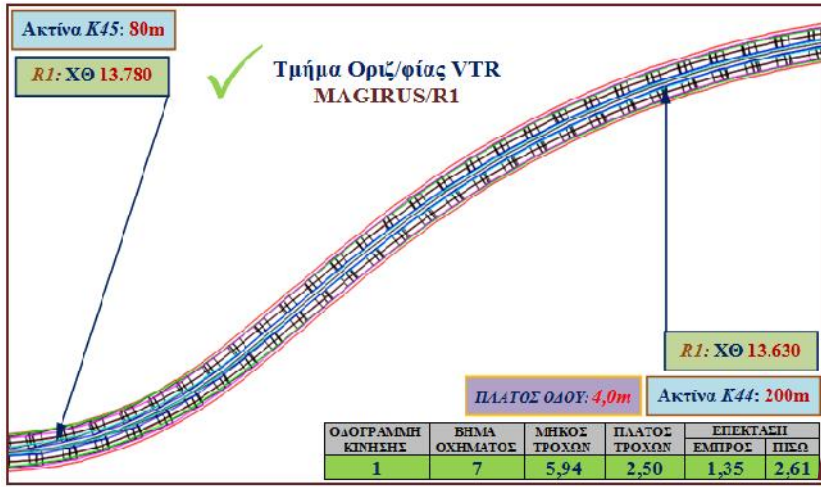 Ακτίνα Κ45: 80m
R1: ΧΘ 13.780
Τμήμα Οριζ/φίας VTR
MAGIRUS/R1
R1: ΧΘ 13.630
ΠΛΑΤΟΣ ΟΔΟΥ: 4,0m
Ακτίνα Κ44: 200m
ΟΔΟΓΡΑΜΜΗ ΚΙΝΗΣΗΣ ΒΗΜΑ ΟΧΗΜΑΤΟΣ ΜΗΚΟΣ ΤΡΟΧΩΝ ΠΛΑΤΟΣ ΤΡΟΧΩΝ ΕΠΕΚΤΑΣΗ
ΕΜΠΡΟΣ ΠΙΣΩ
1 7 5,94 2,50 1,35 2,61